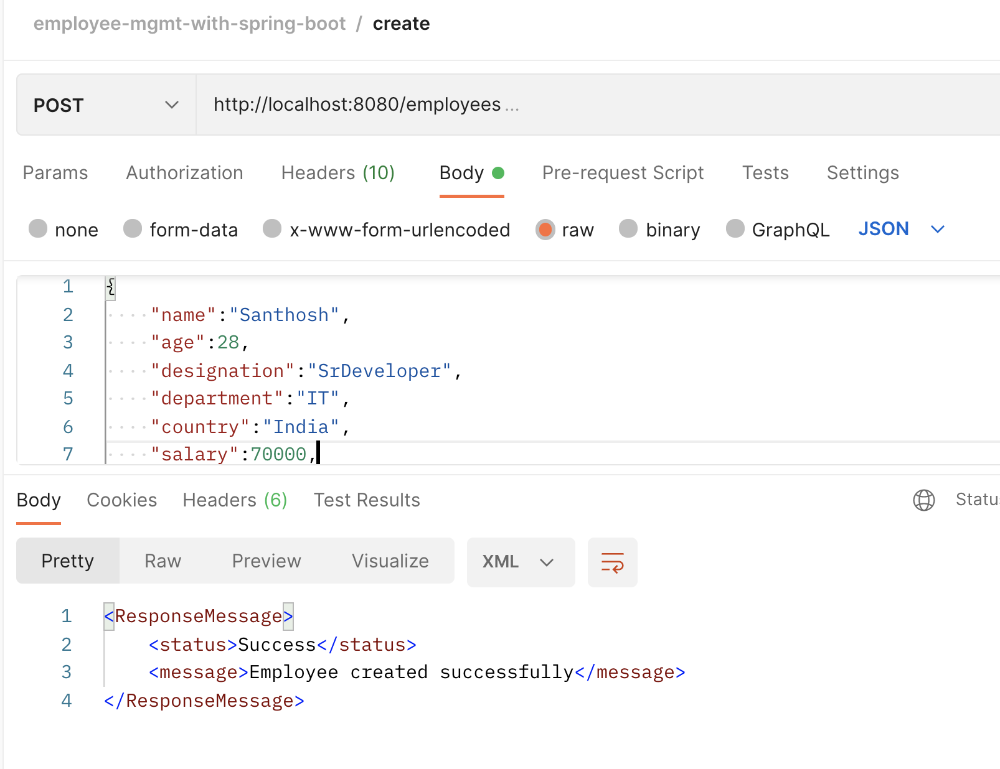 employee-mgmt-with-spring-boot / create
POST http://localhost:8080/employees ...
Params Authorization Headers (10) Body Pre-request Script Tests Settings
none form-data x-www-form-urlencoded raw binary GraphQL JSON
1 {
2 "name":"Santhosh",
3 "age":28,
4 "designation":"SrDeveloper",
5 "department":"IT",
6 "country":"India",
7 "salary":70000,
Body Cookies Headers (6) Test Results
Pretty Raw Preview Visualize XML
1 <ResponseMessage>
2 <status>Success</status>
3 <message>Employee created successfully</message>
4 </ResponseMessage>